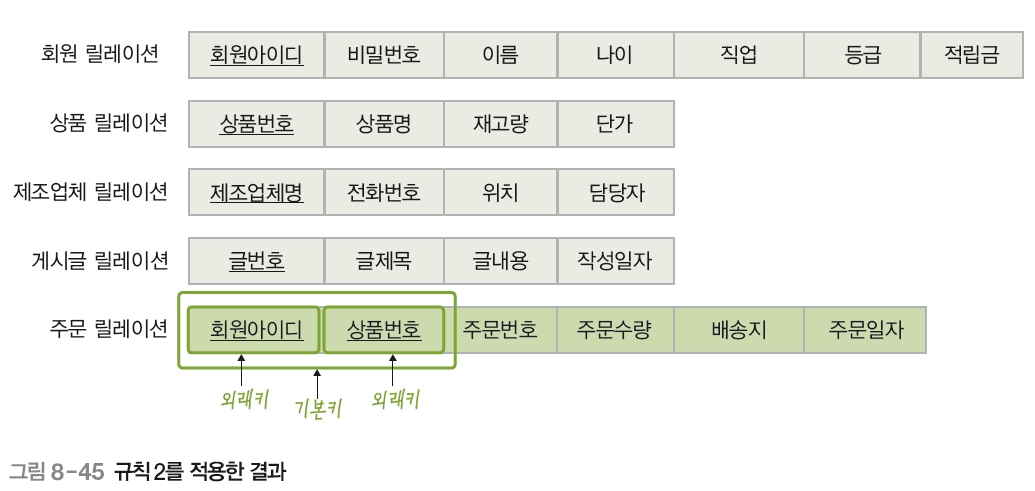 회원 릴레이션 회원아이디 비밀번호 이름 나이 직업 등급 적립금
상품 릴레이션 상품번호 상품명 재고량 단가
제조업체 릴레이션 제조업체명 전화번호 위치 담당자
게시글 릴레이션 글번호 글제목 글내용 작성일자
주문 릴레이션 회원아이디 상품번호 주문번호 주문수량 배송지 주문일자
외래키 기본키 외래키
그림 8-45 규칙 2를 적용한 결과